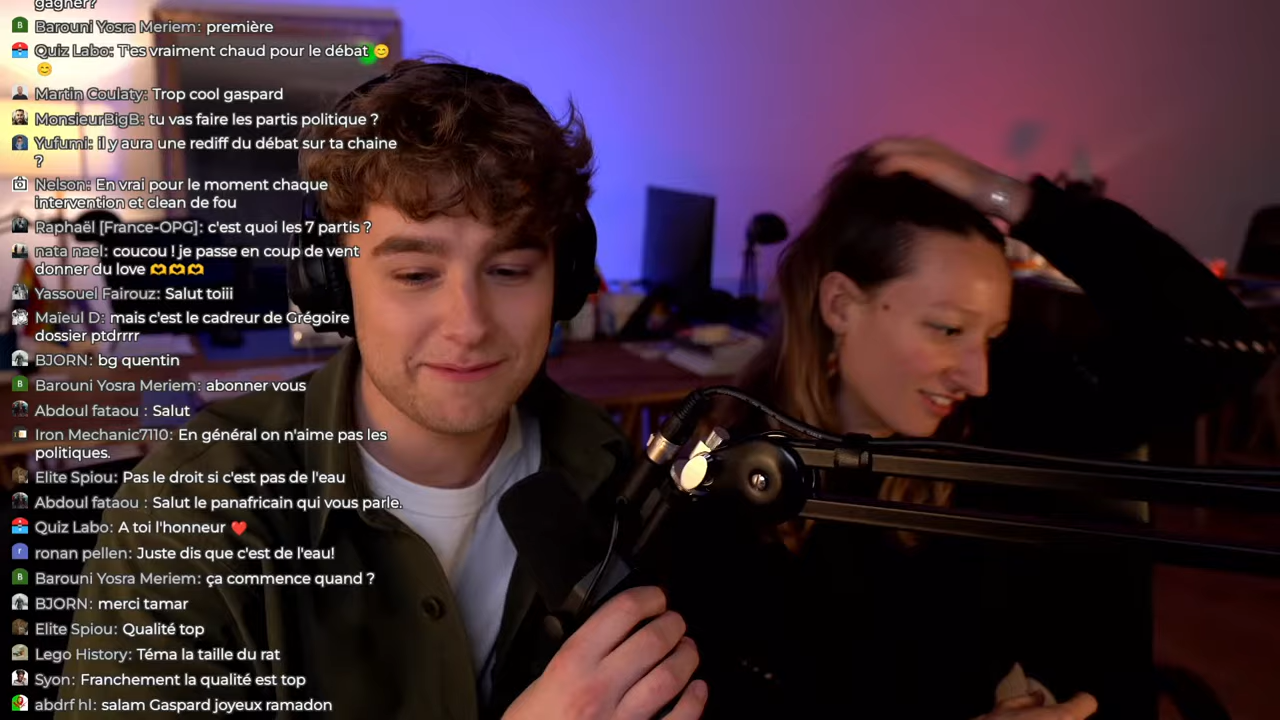 gagner?
Barouni Yosra Meriem: première
Quiz Labo: T'es vraiment chaud pour le débat 😊
😊
Martin Coulaty: Trop cool gaspard
MonsieurBigB: tu vas faire les partis politique ?
Yufumi: il y aura une rediff du débat sur ta chaine
?
Nelson: En vrai pour le moment chaque
intervention et clean de fou
Raphaël [France-OPG]: c'est quoi les 7 partis ?
nata nael: coucou ! je passe en coup de vent
donner du love 🫶🫶🫶
Yassouel Fairouz: Salut toiii
Maïeul D: mais c'est le cadreur de Grégoire
dossier ptdrrrr
BJORN: bg quentin
Barouni Yosra Meriem: abonner vous
Abdoul fataou : Salut
Iron Mechanic7110: En général on n'aime pas les
politiques.
Elite Spiou: Pas le droit si c'est pas de l'eau
Abdoul fataou : Salut le panafricain qui vous parle.
Quiz Labo: A toi l'honneur ❤️
ronan pellen: Juste dis que c'est de l'eau!
Barouni Yosra Meriem: ça commence quand ?
BJORN: merci tamar
Elite Spiou: Qualité top
Lego History: Téma la taille du rat
Syon: Franchement la qualité est top
abdrf hl: salam Gaspard joyeux ramadon